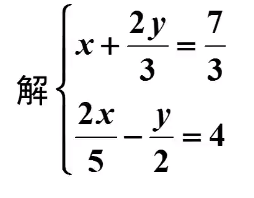 解
x + 2y/3 = 7/3
2x/5 − y/2 = 4